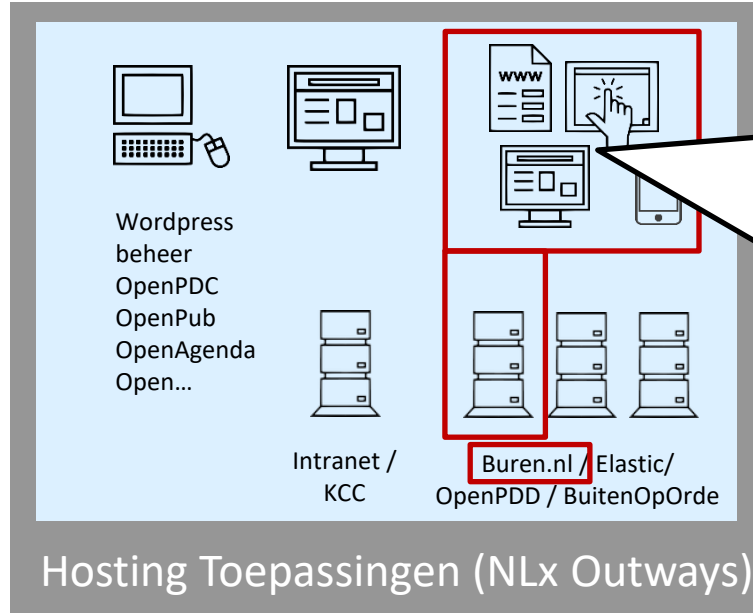 www
Wordpress
beheer
OpenPDC
OpenPub
OpenAgenda
Open...
Intranet /
KCC
Buren.nl / Elastic/
OpenPDD / BuitenOpOrde
Hosting Toepassingen (NLx Outways)